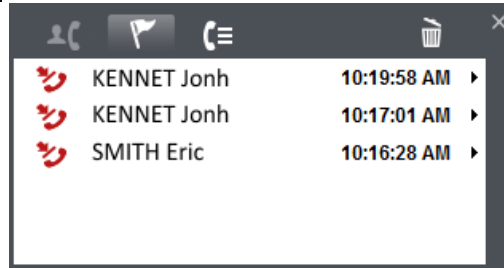 KENNET Jonh 10:19:58 AM
KENNET Jonh 10:17:01 AM
SMITH Eric 10:16:28 AM